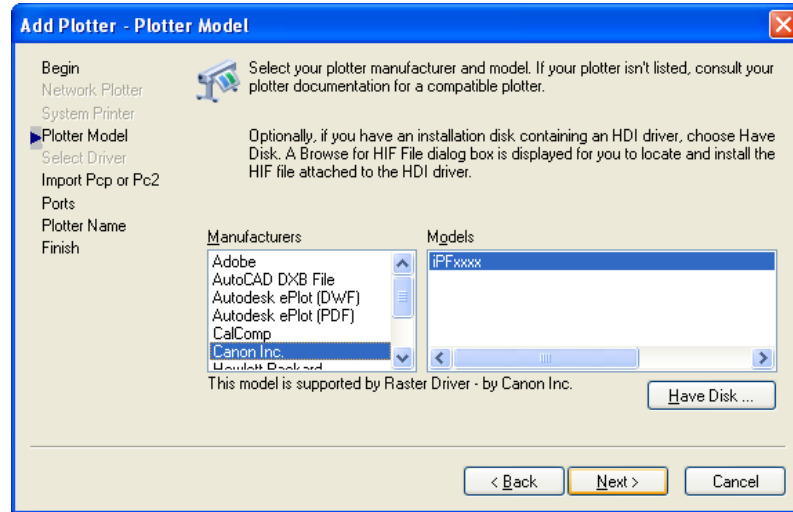 Add Plotter - Plotter Model
Begin
Network Plotter
System Printer
Plotter Model
Select Driver
Import Pcp or Pc2
Ports
Plotter Name
Finish
Select your plotter manufacturer and model. If your plotter isn't listed, consult your
plotter documentation for a compatible plotter.
Optionally, if you have an installation disk containing an HDI driver, choose Have
Disk. A Browse for HIF File dialog box is displayed for you to locate and install the
HIF file attached to the HDI driver.
Manufacturers
Adobe
AutoCAD DXB File
Autodesk ePlot (DWF)
Autodesk ePlot (PDF)
CalComp
Canon Inc.
Hewlett Packard
Models
iPFxxxx
This model is supported by Raster Driver - by Canon Inc.
Have Disk ...
< Back
Next >
Cancel